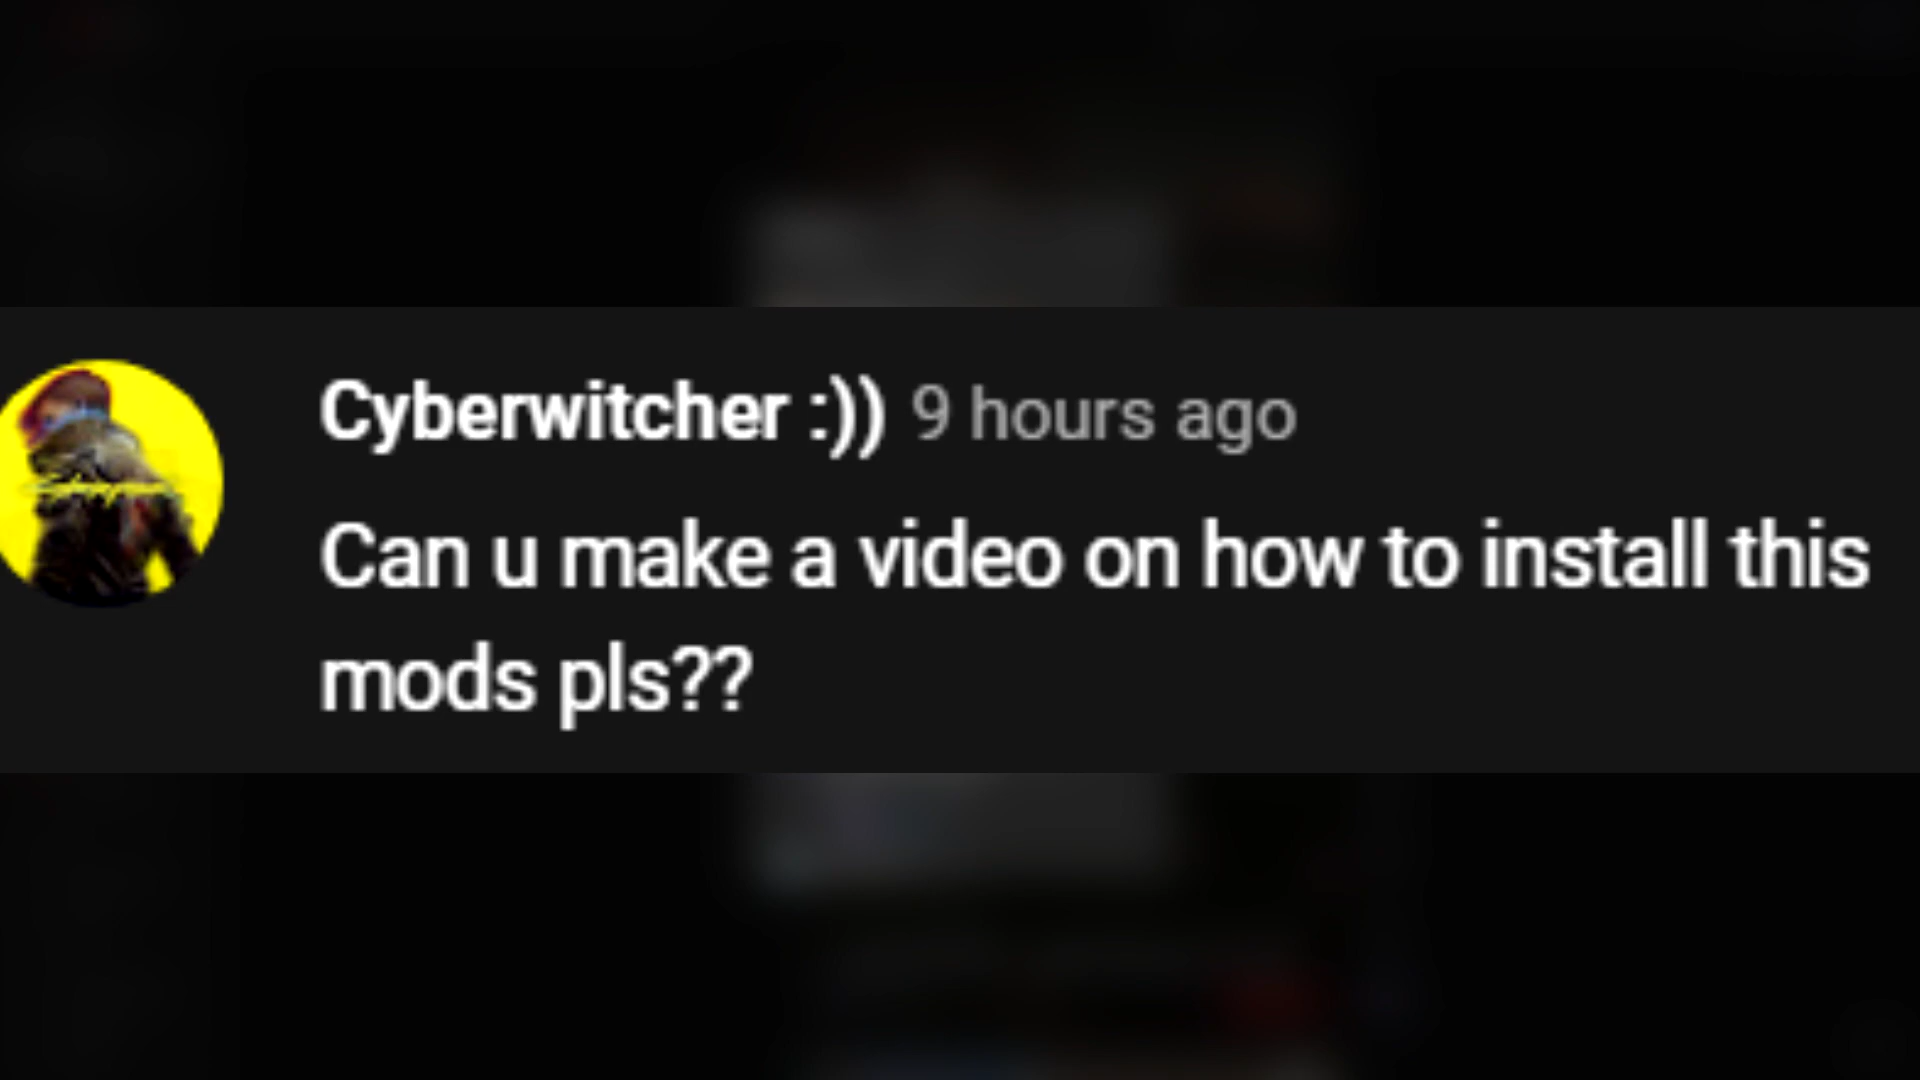 Cyberwitcher :)) 9 hours ago
Can u make a video on how to install this
mods pls??